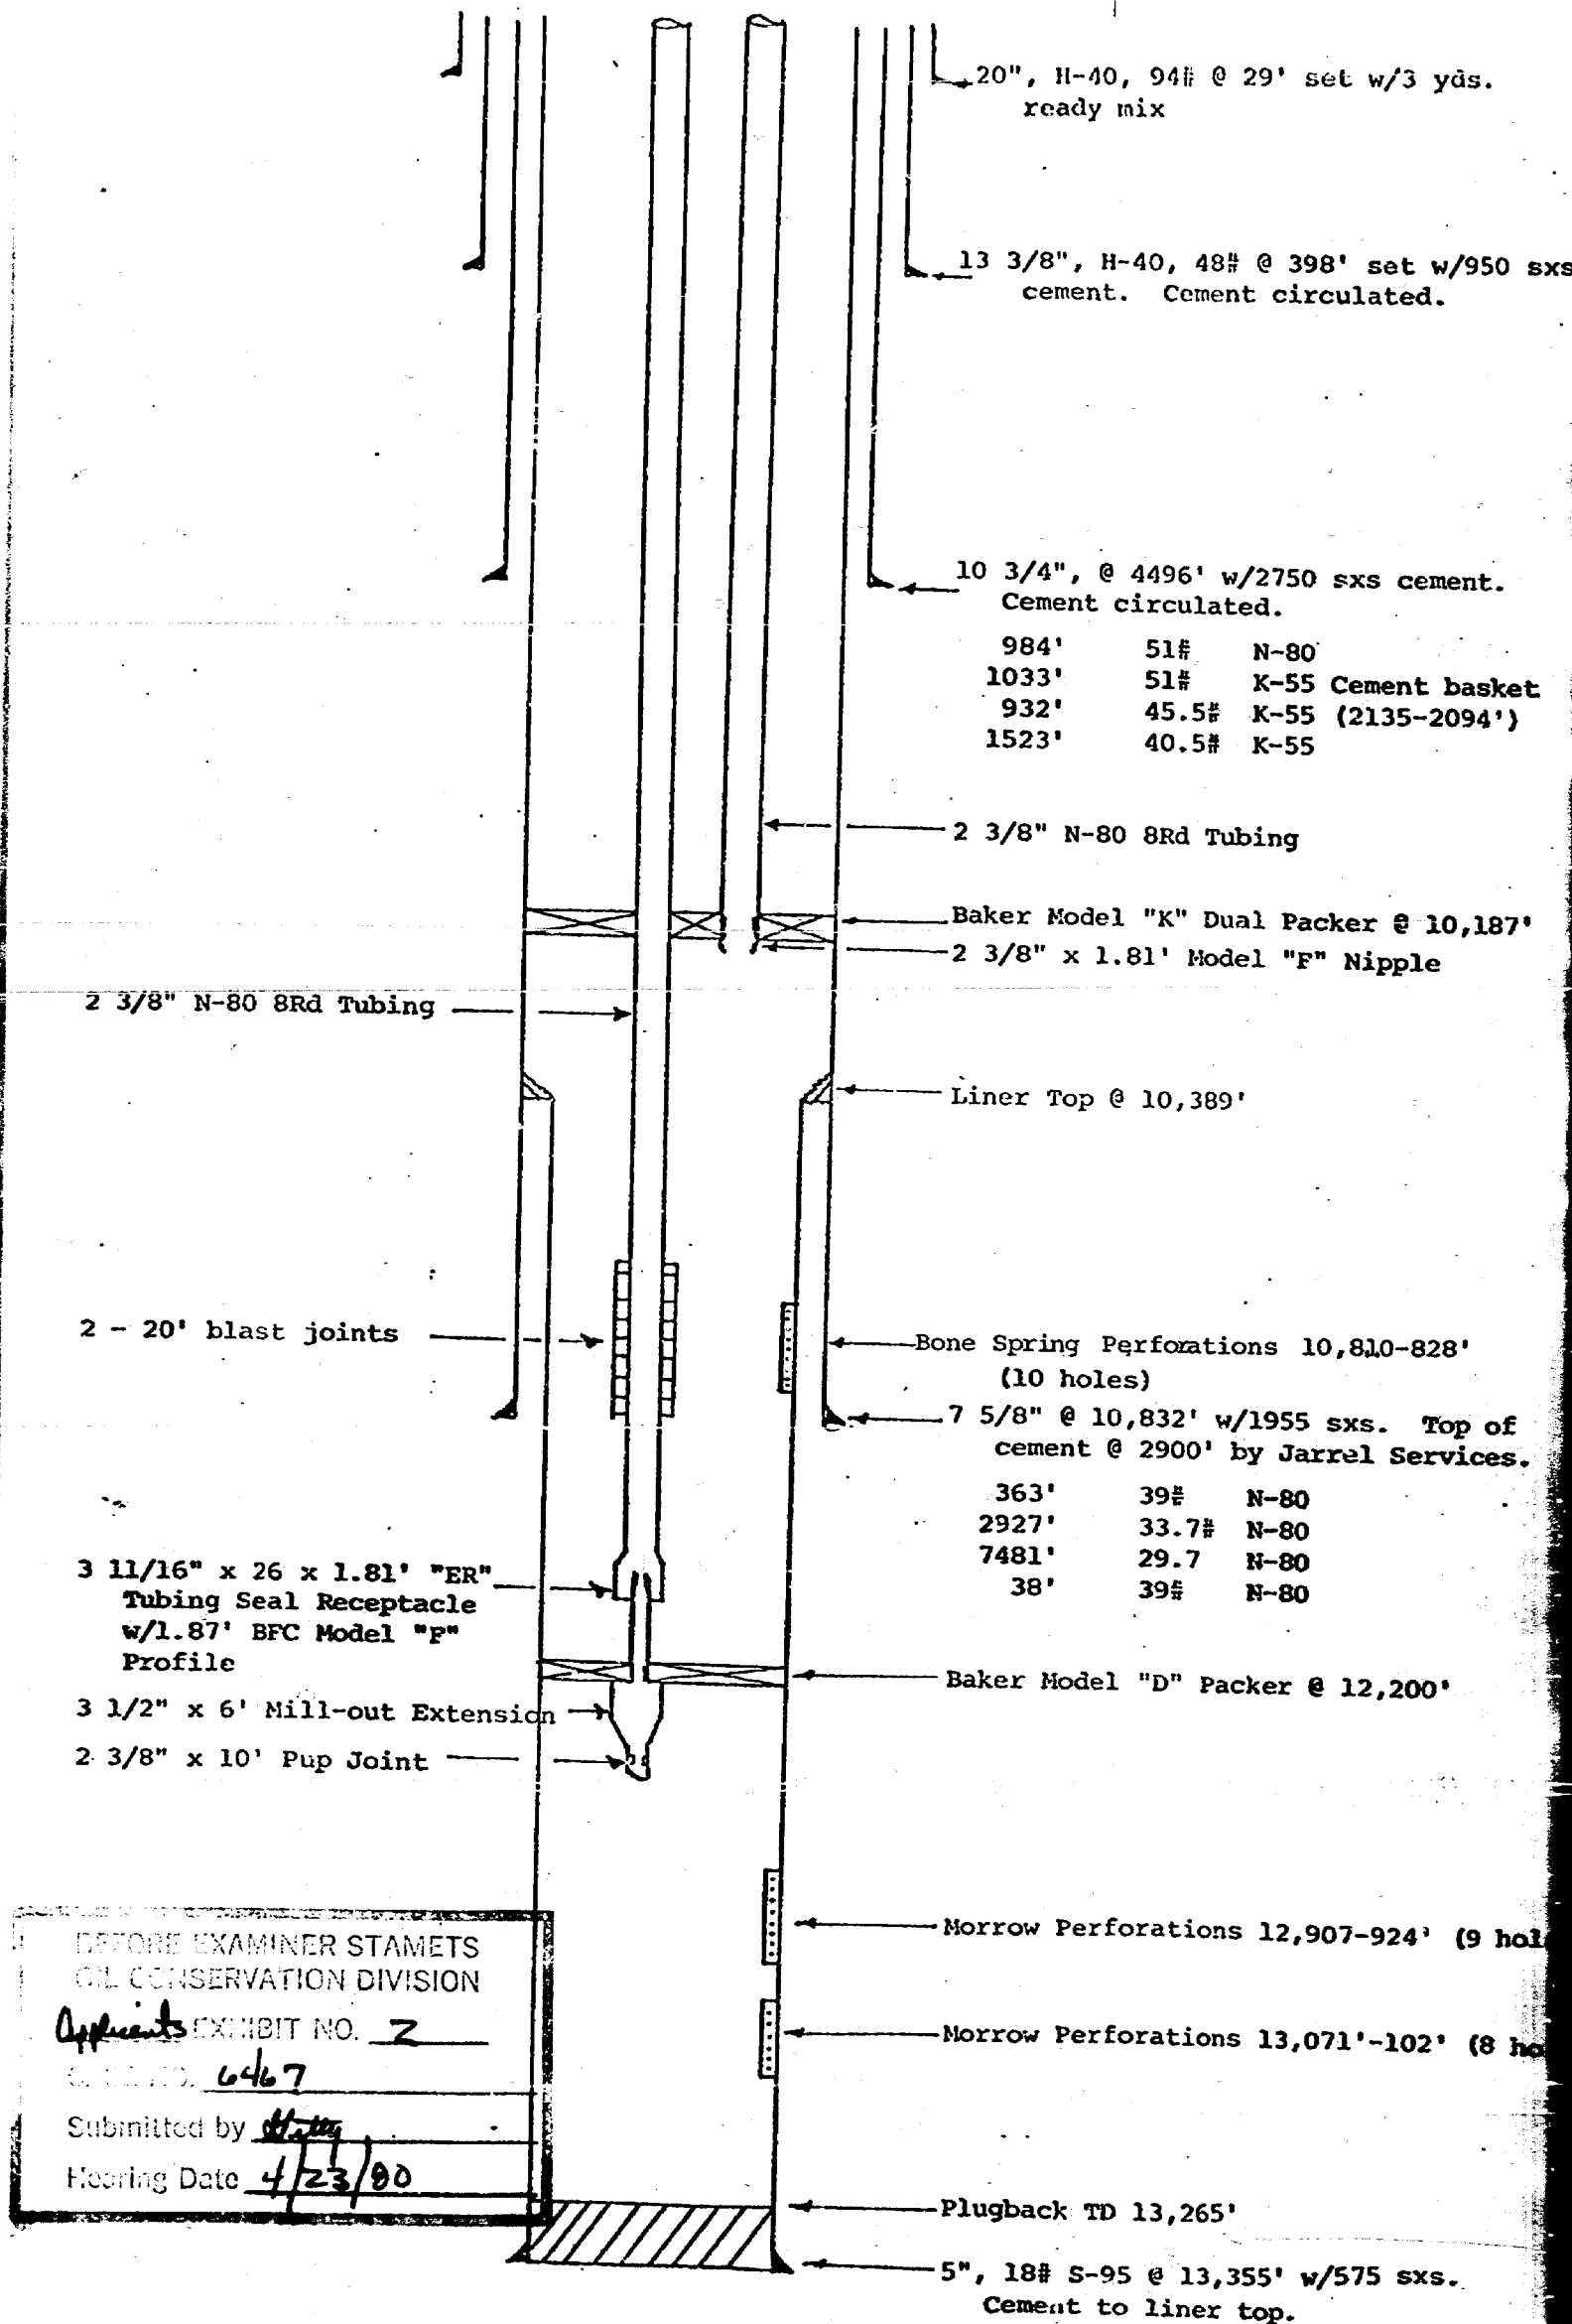 20", H-40, 94# @ 29' set w/3 yds.
ready mix
13 3/8", H-40, 48# @ 398' set w/950 sxs
cement. Cement circulated.
10 3/4", @ 4496' w/2750 sxs cement.
Cement circulated.
984' 51# N-80
1033' 51# K-55 Cement basket
932' 45.5# K-55 (2135-2094')
1523' 40.5# K-55
2 3/8" N-80 8Rd Tubing
Baker Model "K" Dual Packer @ 10,187'
2 3/8" x 1.81' Model "F" Nipple
2 3/8" N-80 8Rd Tubing
Liner Top @ 10,389'
2 - 20' blast joints
Bone Spring Perforations 10,810-828'
(10 holes)
7 5/8" @ 10,832' w/1955 sxs. Top of
cement @ 2900' by Jarrel Services.
363' 39# N-80
2927' 33.7# N-80
7481' 29.7 N-80
38' 39# N-80
3 11/16" x 26 x 1.81' "ER"
Tubing Seal Receptacle
w/1.87' BFC Model "F"
Profile
Baker Model "D" Packer @ 12,200'
3 1/2" x 6' Mill-out Extension
2 3/8" x 10' Pup Joint
Morrow Perforations 12,907-924' (9 hol
Morrow Perforations 13,071'-102' (8 ho
BEFORE EXAMINER STAMETS
OIL CONSERVATION DIVISION
Applicants EXHIBIT NO. 2
6467
Submitted by
Hearing Date 4/23/80
Plugback TD 13,265'
5", 18# S-95 @ 13,355' w/575 sxs.
Cement to liner top.